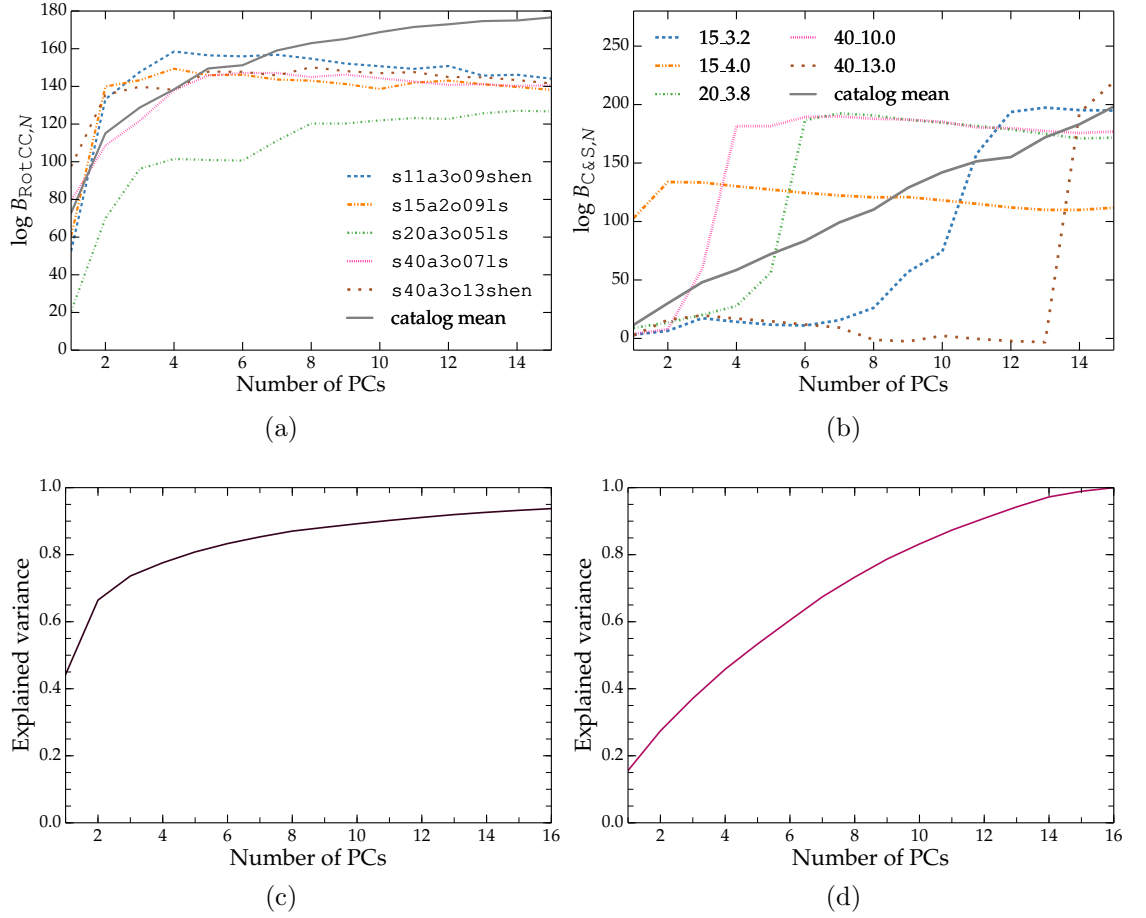 180
160
140
120
100
80
60
40
20
0
log B_RotCC,N
s11a3o09shen
s15a2o09ls
s20a3o05ls
s40a3o07ls
s40a3o13shen
catalog mean
2 4 6 8 10 12 14
Number of PCs
(a)
250
200
150
100
50
0
log B_C&S,N
15_3.2 40_10.0
15_4.0 40_13.0
20_3.8 catalog mean
2 4 6 8 10 12 14
Number of PCs
(b)
1.0
0.8
0.6
0.4
0.2
0.0
Explained variance
2 4 6 8 10 12 14 16
Number of PCs
(c)
1.0
0.8
0.6
0.4
0.2
0.0
Explained variance
2 4 6 8 10 12 14 16
Number of PCs
(d)